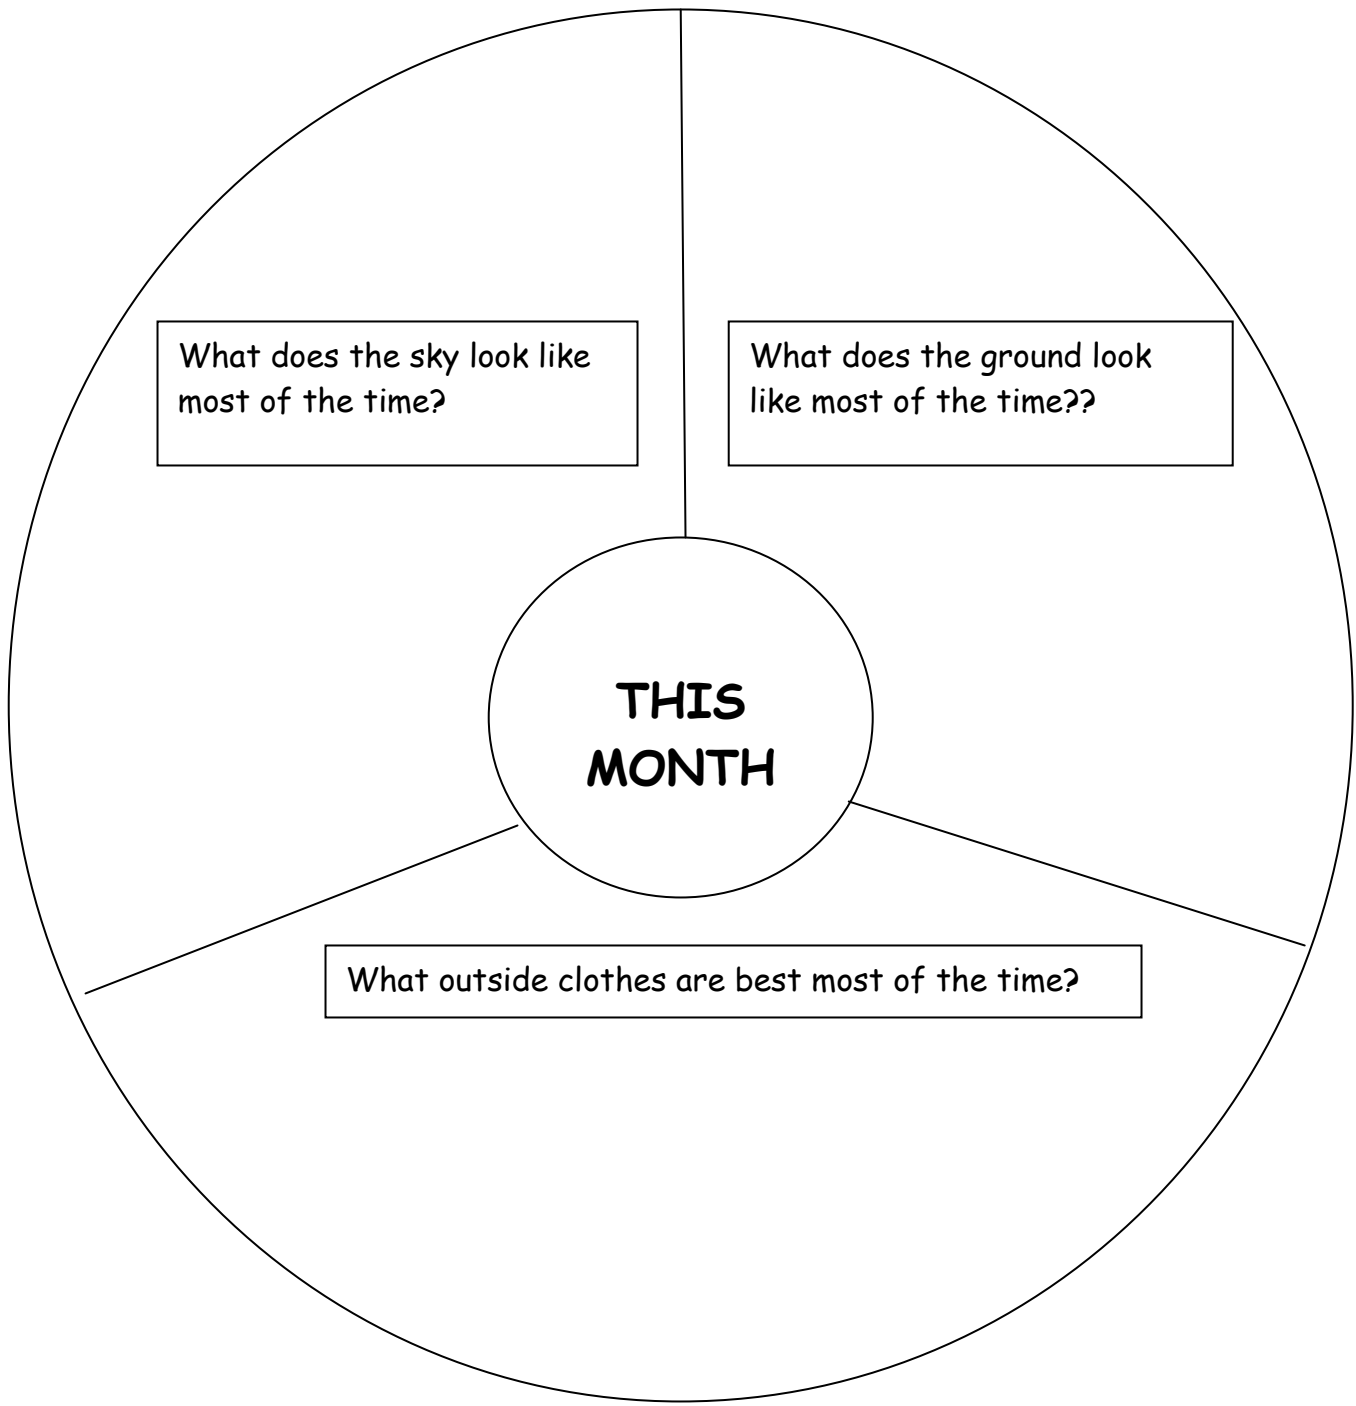 What does the sky look like
most of the time?
What does the ground look
like most of the time??
THIS
MONTH
What outside clothes are best most of the time?